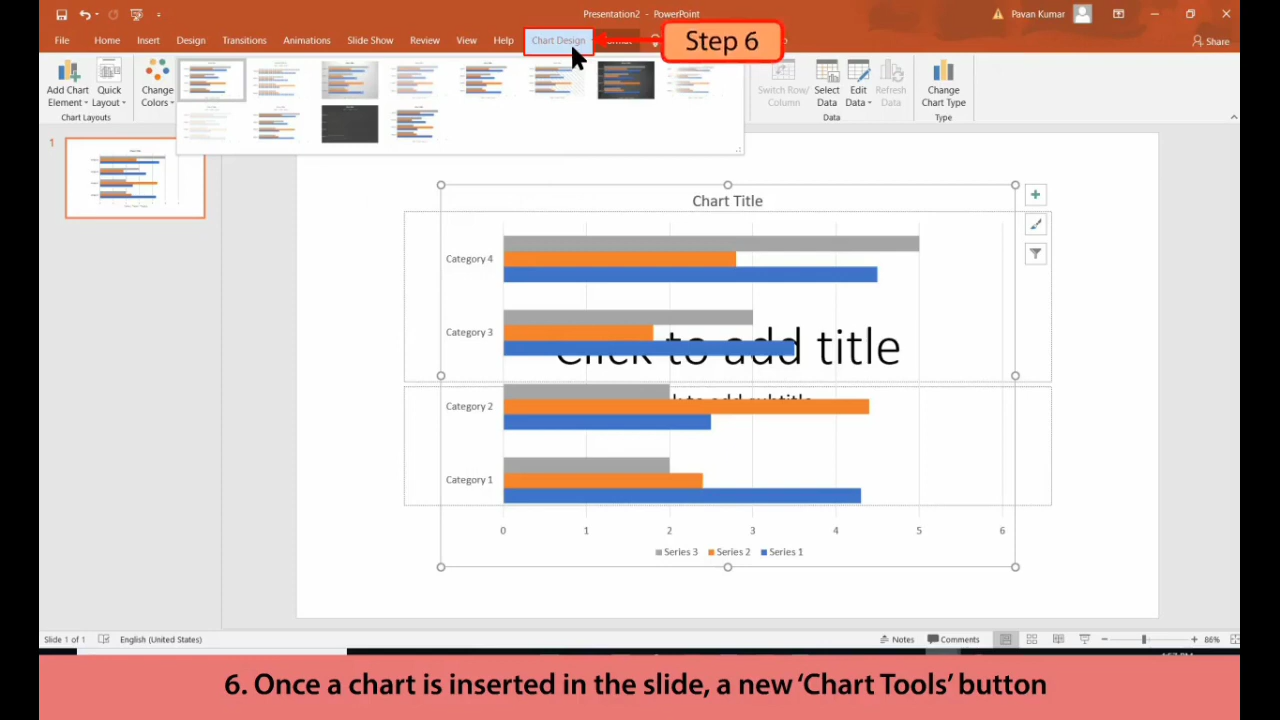 Presentation2 - PowerPoint
Pavan Kumar
File Home Insert Design Transitions Animations Slide Show Review View Help Chart Design
Step 6
Share
Add Chart Element
Quick Layout
Change Colors
Switch Row/ Column
Select Data
Edit Data
Refresh Data
Change Chart Type
Chart Layouts
Data
Type
1
Chart Title
Category 4
Category 3
Click to add title
Category 2
Category 1
0 1 2 3 4 5 6
Series 3 Series 2 Series 1
Slide 1 of 1 English (United States) Notes Comments 86%
6. Once a chart is inserted in the slide, a new ‘Chart Tools’ button